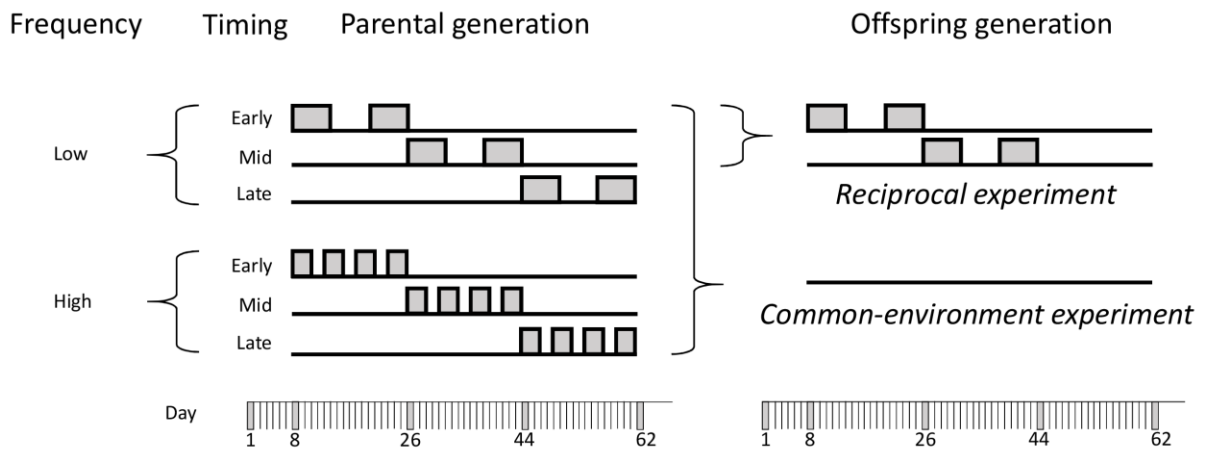 Frequency Timing Parental generation Offspring generation
Early
Low Mid
Late
Reciprocal experiment
Early
High Mid
Common-environment experiment
Late
Day
1 8 26 44 62 1 8 26 44 62